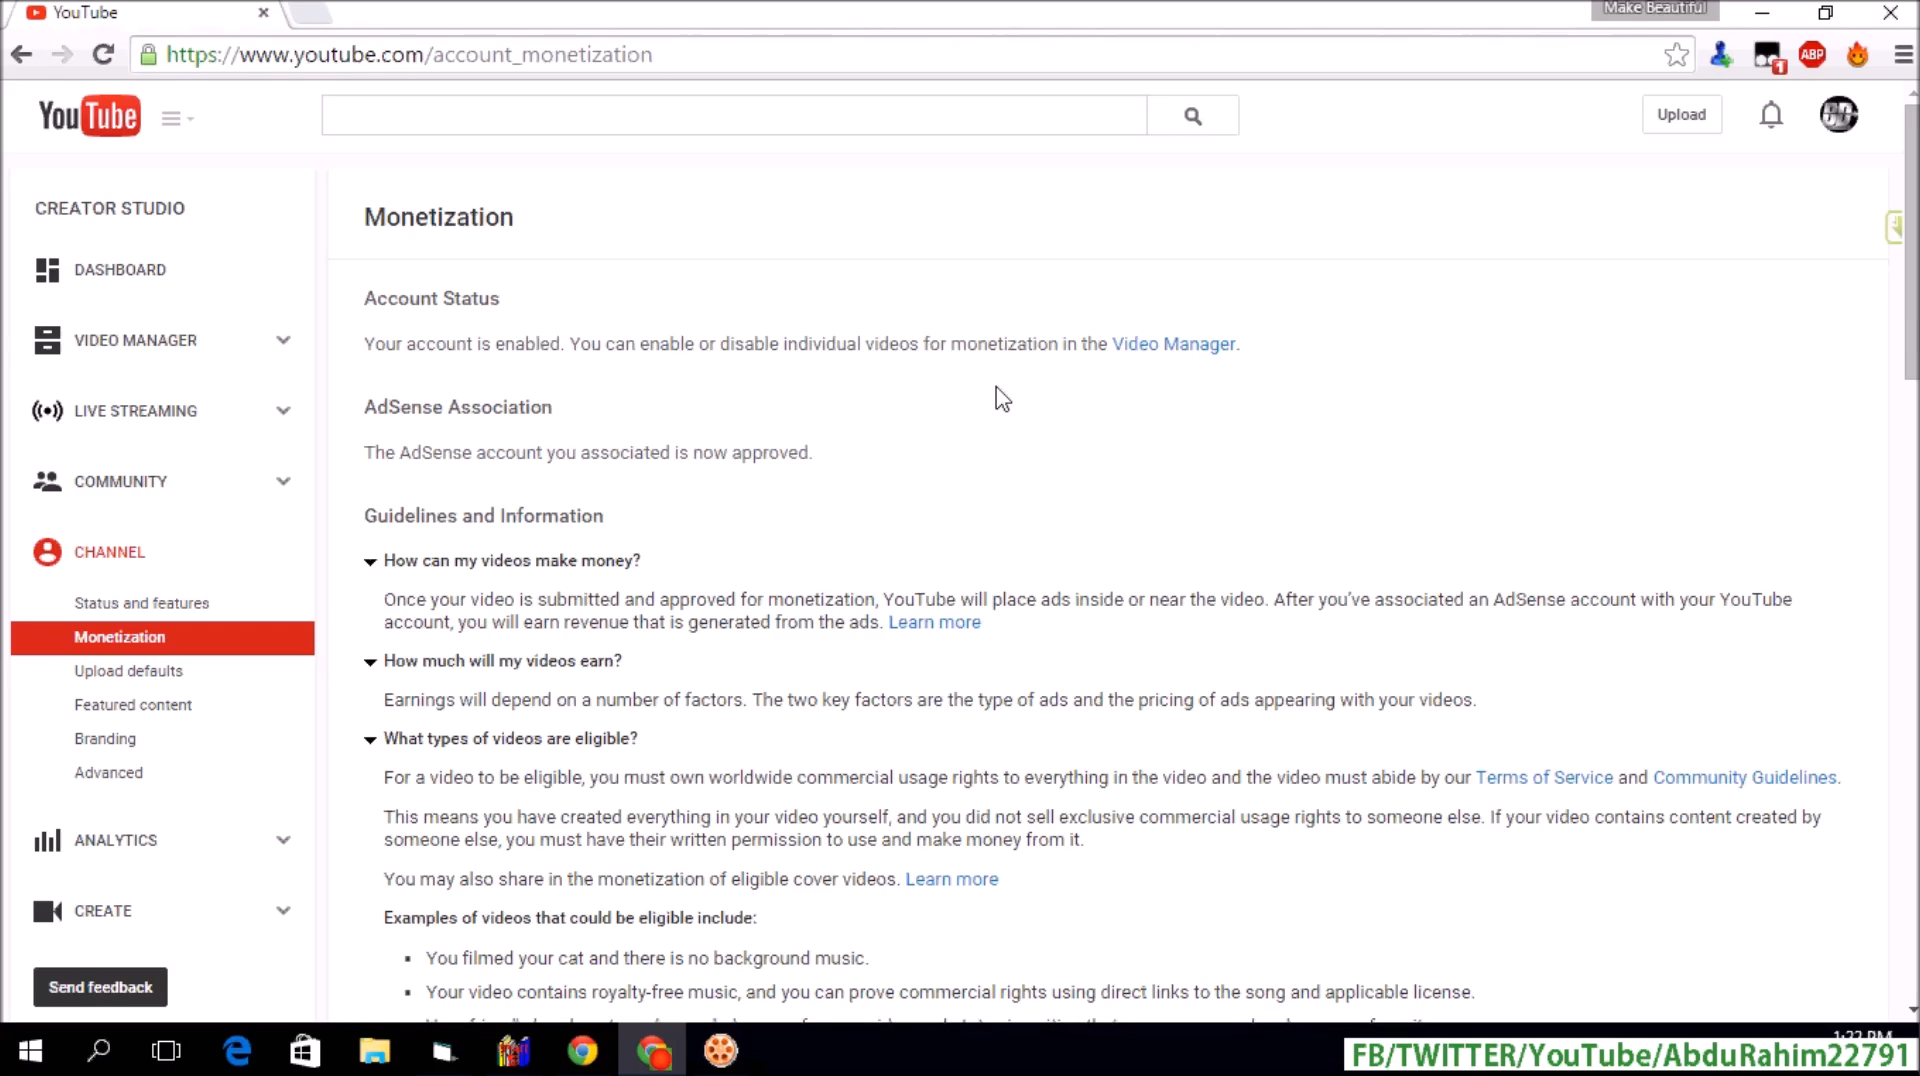 YouTube
Make Beautiful
https://www.youtube.com/account_monetization
ABP
1
YouTube
Upload
CREATOR STUDIO
DASHBOARD
VIDEO MANAGER
LIVE STREAMING
COMMUNITY
CHANNEL
Status and features
Monetization
Upload defaults
Featured content
Branding
Advanced
ANALYTICS
CREATE
Send feedback
Monetization
Account Status
Your account is enabled. You can enable or disable individual videos for monetization in the Video Manager.
AdSense Association
The AdSense account you associated is now approved.
Guidelines and Information
How can my videos make money?
Once your video is submitted and approved for monetization, YouTube will place ads inside or near the video. After you've associated an AdSense account with your YouTube
account, you will earn revenue that is generated from the ads. Learn more
How much will my videos earn?
Earnings will depend on a number of factors. The two key factors are the type of ads and the pricing of ads appearing with your videos.
What types of videos are eligible?
For a video to be eligible, you must own worldwide commercial usage rights to everything in the video and the video must abide by our Terms of Service and Community Guidelines.
This means you have created everything in your video yourself, and you did not sell exclusive commercial usage rights to someone else. If your video contains content created by
someone else, you must have their written permission to use and make money from it.
You may also share in the monetization of eligible cover videos. Learn more
Examples of videos that could be eligible include:
▪ You filmed your cat and there is no background music.
▪ Your video contains royalty-free music, and you can prove commercial rights using direct links to the song and applicable license.
FB/TWITTER/YouTube/AbduRahim22791